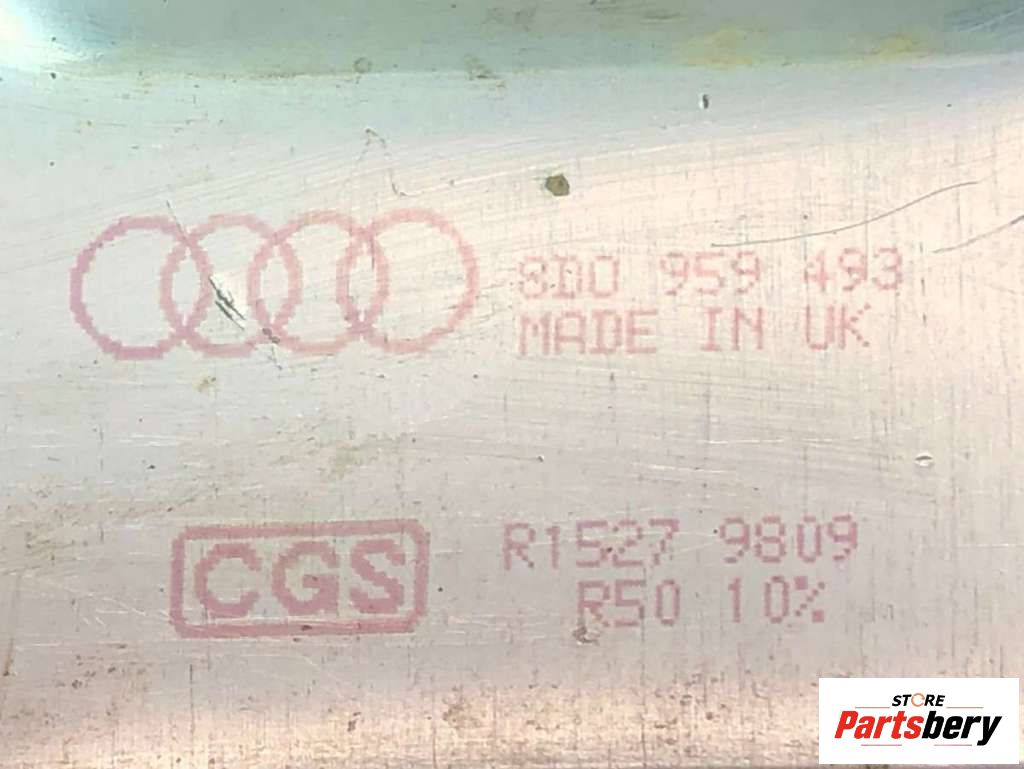 8D0 959 493
MADE IN UK
CGS
R1527 9809
R50 10%
STORE
Partsbery